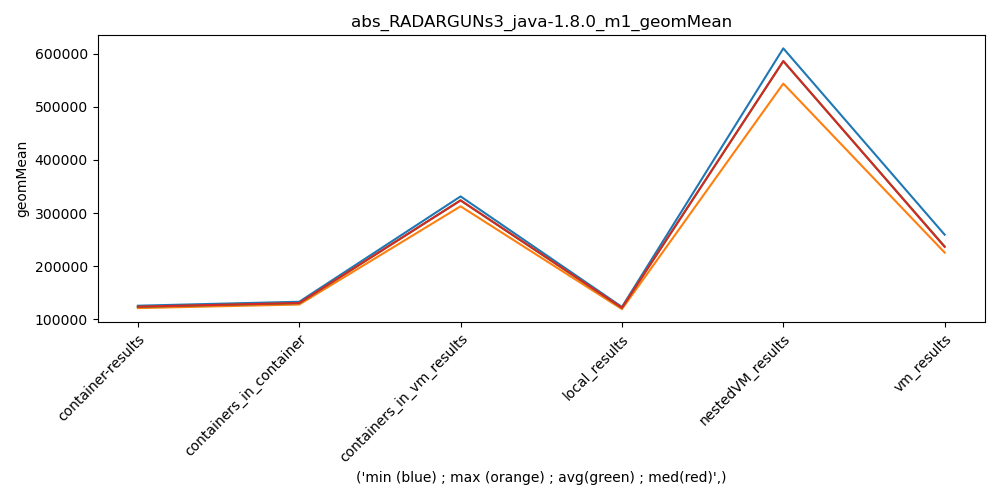 abs_RADARGUNs3_java-1.8.0_m1_geomMean
geomMean
600000
500000
400000
300000
200000
100000
container-results
containers_in_container
containers_in_vm_results
local_results
nestedVM_results
vm_results
('min (blue) ; max (orange) ; avg(green) ; med(red)',)